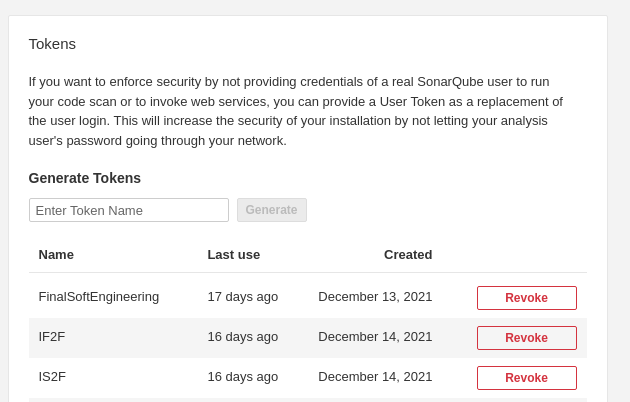 Tokens
If you want to enforce security by not providing credentials of a real SonarQube user to run
your code scan or to invoke web services, you can provide a User Token as a replacement of
the user login. This will increase the security of your installation by not letting your analysis
user's password going through your network.
Generate Tokens
Enter Token Name Generate
Name Last use Created
FinalSoftEngineering 17 days ago December 13, 2021 Revoke
IF2F 16 days ago December 14, 2021 Revoke
IS2F 16 days ago December 14, 2021 Revoke